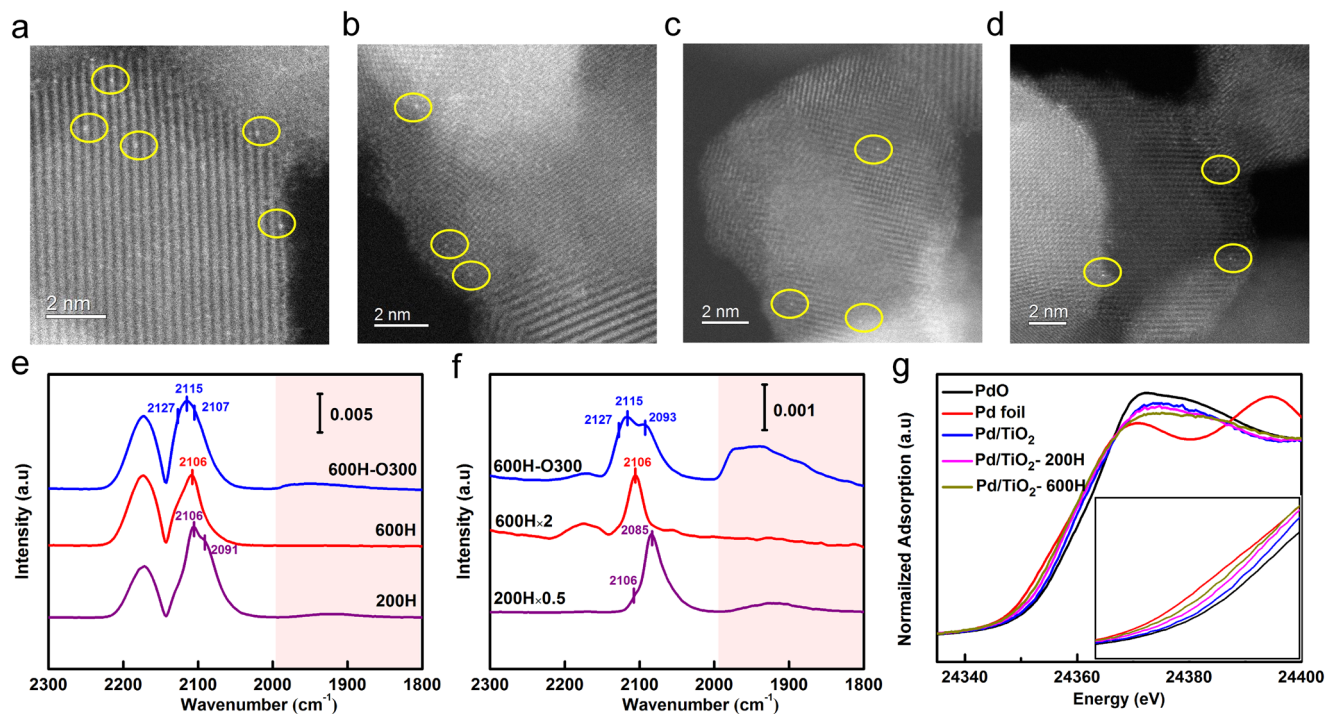 a
b
c
d
2 nm
2 nm
2 nm
2 nm
e
2115
2127
2107
0.005
600H-O300
2106
600H
2106
2091
200H
Intensity (a.u)
2300 2200 2100 2000 1900 1800
Wavenumber (cm-1)
f
2115
2127
2093
0.001
600H-O300
2106
600H×2
2085
2106
200H×0.5
Intensity (a.u)
2300 2200 2100 2000 1900 1800
Wavenumber (cm-1)
g
PdO
Pd foil
Pd/TiO2
Pd/TiO2- 200H
Pd/TiO2- 600H
Normailzed Adsorption (a.u)
24340 24360 24380 24400
Energy (eV)